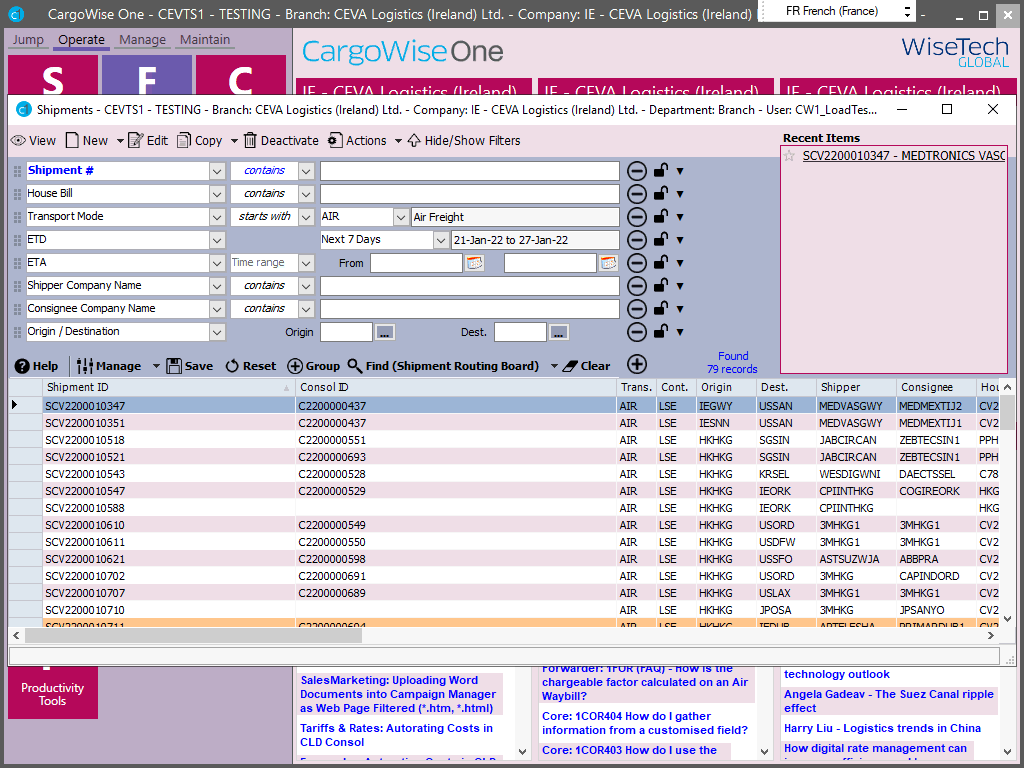 CargoWise One - CEVTS1 - TESTING - Branch: CEVA Logistics (Ireland) Ltd. - Company: IE - CEVA Logistics (Ireland) Ltd.
FR French (France)
Jump Operate Manage Maintain
S F C
CargoWise One
WiseTech
GLOBAL
IE - CEVA Logistics (Ireland) IE - CEVA Logistics (Ireland) IE - CEVA Logistics (Ireland)
Shipments - CEVTS1 - TESTING - Branch: CEVA Logistics (Ireland) Ltd. - Company: IE - CEVA Logistics (Ireland) Ltd. - Department: Branch - User: CW1_LoadTes...
View New Edit Copy Deactivate Actions Hide/Show Filters
Recent Items
SCV2200010347 - MEDTRONICS VASC
Shipment # contains
House Bill contains
Transport Mode starts with AIR Air Freight
ETD Next 7 Days 21-Jan-22 to 27-Jan-22
ETA Time range From
Shipper Company Name contains
Consignee Company Name contains
Origin / Destination Origin ... Dest. ...
Help Manage Save Reset Group Find (Shipment Routing Board) Clear
Found
79 records
Shipment ID Consol ID Trans. Cont. Origin Dest. Shipper Consignee Hou
SCV2200010347 C2200000437 AIR LSE IEGWY USSAN MEDVASGWY MEDMEXTIJ2 CV2
SCV2200010351 C2200000437 AIR LSE IESNN USSAN MEDVASGWY MEDMEXTIJ1 CV2
SCV2200010518 C2200000551 AIR LSE HKHKG SGSIN JABCIRCAN ZEBTECSIN1 PPH
SCV2200010521 C2200000693 AIR LSE HKHKG SGSIN JABCIRCAN ZEBTECSIN1 PPH
SCV2200010543 C2200000528 AIR LSE HKHKG KRSEL WESDIGWNI DAECTSSEL C78
SCV2200010547 C2200000529 AIR LSE HKHKG IEORK CPIINTHKG COGIREORK HKG
SCV2200010588 AIR LSE HKHKG IEORK CPIINTHKG HKG
SCV2200010610 C2200000549 AIR LSE HKHKG USORD 3MHKG1 3MHKG1 CV2
SCV2200010611 C2200000550 AIR LSE HKHKG USDFW 3MHKG1 3MHKG1 CV2
SCV2200010621 C2200000598 AIR LSE HKHKG USSFO ASTSUZWJA ABBPRA CV2
SCV2200010702 C2200000691 AIR LSE HKHKG USORD 3MHKG CAPINDORD CV2
SCV2200010707 C2200000689 AIR LSE HKHKG USLAX 3MHKG1 3MHKG1 CV2
SCV2200010710 AIR LSE HKHKG JPOSA 3MHKG JPSANYO CV2
SCV2200010711 C2200000694 AIR LSE HKHKG IEDUB
Productivity
Tools
SalesMarketing: Uploading Word
Documents into Campaign Manager
as Web Page Filtered (*.htm, *.html)
Tariffs & Rates: Autorating Costs in
CLD Consol
Forwarder: 1FOR (FAQ) - How is the
chargeable factor calculated on an Air
Waybill?
Core: 1COR404 How do I gather
information from a customised field?
Core: 1COR403 How do I use the
technology outlook
Angela Gadeav - The Suez Canal ripple
effect
Harry Liu - Logistics trends in China
How digital rate management can